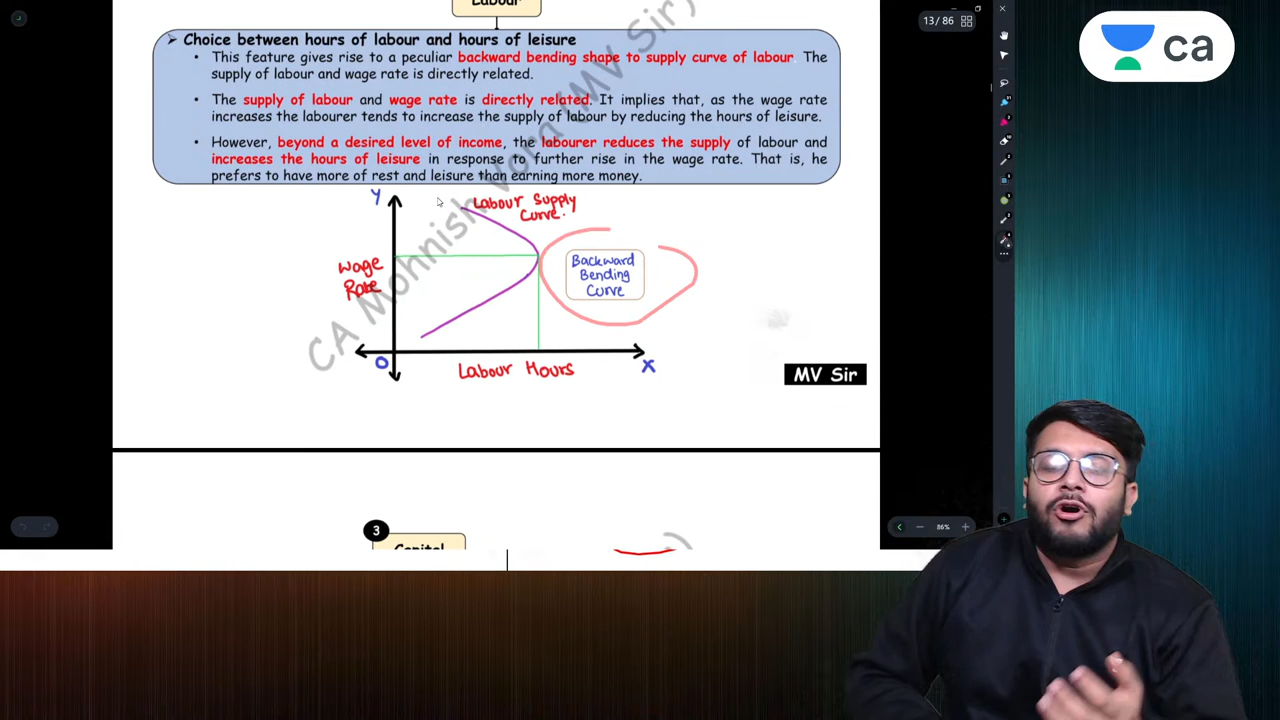 Labour
13 / 86
ca
➤ Choice between hours of labour and hours of leisure
• This feature gives rise to a peculiar backward bending shape to supply curve of labour. The
supply of labour and wage rate is directly related.
• The supply of labour and wage rate is directly related. It implies that, as the wage rate
increases the labourer tends to increase the supply of labour by reducing the hours of leisure.
• However, beyond a desired level of income, the labourer reduces the supply of labour and
increases the hours of leisure in response to further rise in the wage rate. That is, he
prefers to have more of rest and leisure than earning more money.
Y
Labour Supply
Curve.
Wage
Rate
Backward
Bending
Curve
O
Labour Hours
X
CA Mohnish Vora (MV Sir)
MV Sir
3
Capital
86%